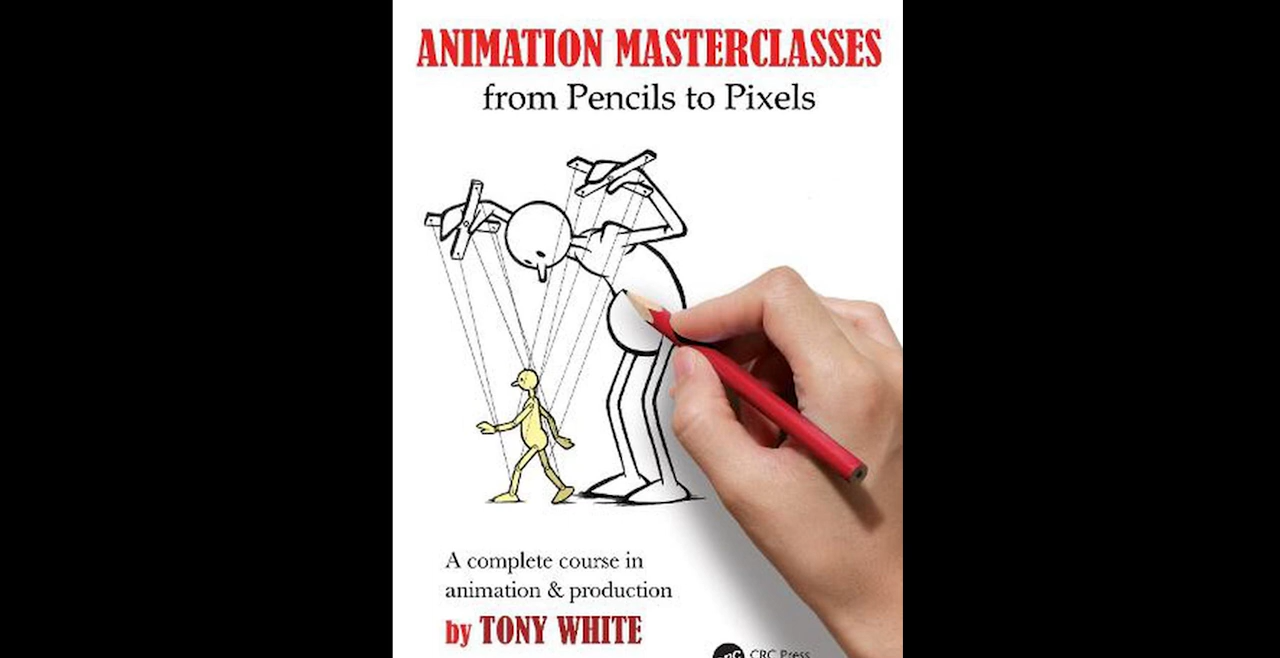 ANIMATION MASTERCLASSES
from Pencils to Pixels
A complete course in
animation & production
by TONY WHITE
CRC Press